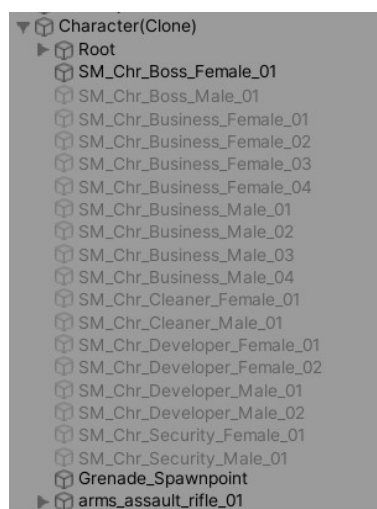 Character(Clone)
Root
SM_Chr_Boss_Female_01
SM_Chr_Boss_Male_01
SM_Chr_Business_Female_01
SM_Chr_Business_Female_02
SM_Chr_Business_Female_03
SM_Chr_Business_Female_04
SM_Chr_Business_Male_01
SM_Chr_Business_Male_02
SM_Chr_Business_Male_03
SM_Chr_Business_Male_04
SM_Chr_Cleaner_Female_01
SM_Chr_Cleaner_Male_01
SM_Chr_Developer_Female_01
SM_Chr_Developer_Female_02
SM_Chr_Developer_Male_01
SM_Chr_Developer_Male_02
SM_Chr_Security_Female_01
SM_Chr_Security_Male_01
Grenade_Spawnpoint
arms_assault_rifle_01